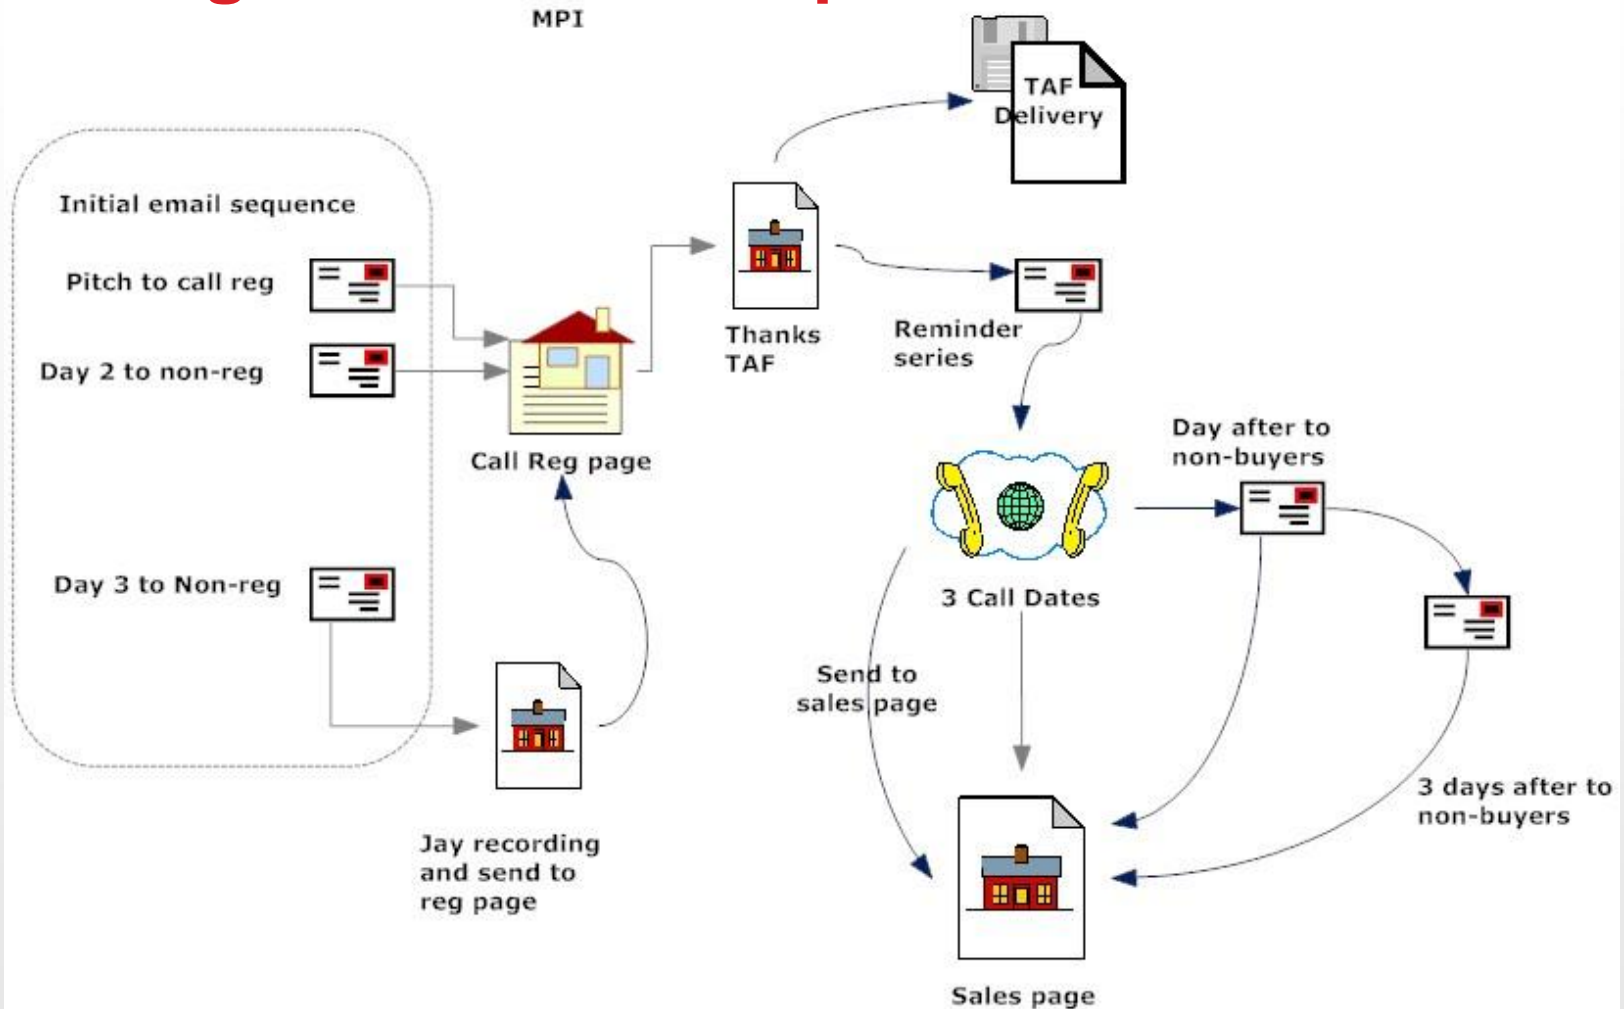 MPI
TAF
Delivery
Initial email sequence
Pitch to call reg
Day 2 to non-reg
Day 3 to Non-reg
Call Reg page
Thanks
TAF
Reminder
series
Day after to
non-buyers
3 Call Dates
Send to
sales page
3 days after to
non-buyers
Jay recording
and send to
reg page
Sales page